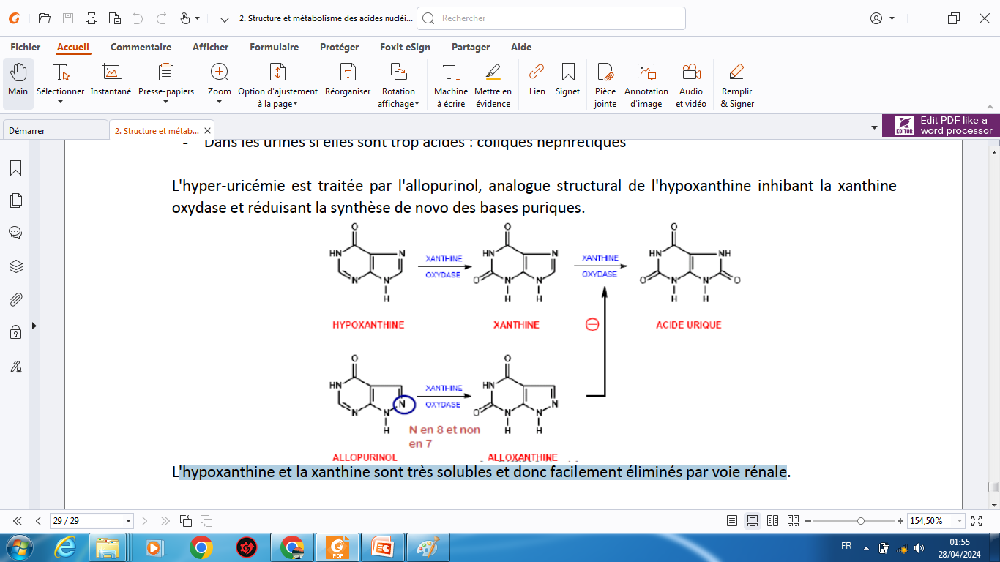 2. Structure et métabolisme des acides nucléi...
Rechercher
Fichier Accueil Commentaire Afficher Formulaire Protéger Foxit eSign Partager Aide
Main Sélectionner Instantané Presse-papiers Zoom Option d'ajustement à la page Réorganiser Rotation affichage Machine à écrire Mettre en évidence Lien Signet Pièce jointe Annotation d'image Audio et vidéo Remplir & Signer
Démarrer
2. Structure et métab...
EDITOR
Edit PDF like a
word processor
- Dans les urines si elles sont trop acides : coliques néphrétiques
L'hyper-uricémie est traitée par l'allopurinol, analogue structural de l'hypoxanthine inhibant la xanthine
oxydase et réduisant la synthèse de novo des bases puriques.
O O O
HN N HN N HN NH
XANTHINE XANTHINE
OXYDASE OXYDASE
N N O N N O N N O
H H H H H
HYPOXANTHINE XANTHINE ACIDE URIQUE
O O
HN HN
XANTHINE
N N
OXYDASE
N N O N N
H H H
N en 8 et non
en 7
ALLOPURINOL ALLOXANTHINE
L'hypoxanthine et la xanthine sont très solubles et donc facilement éliminés par voie rénale.
29 / 29
154,50%
PDF
FR
01:55
28/04/2024